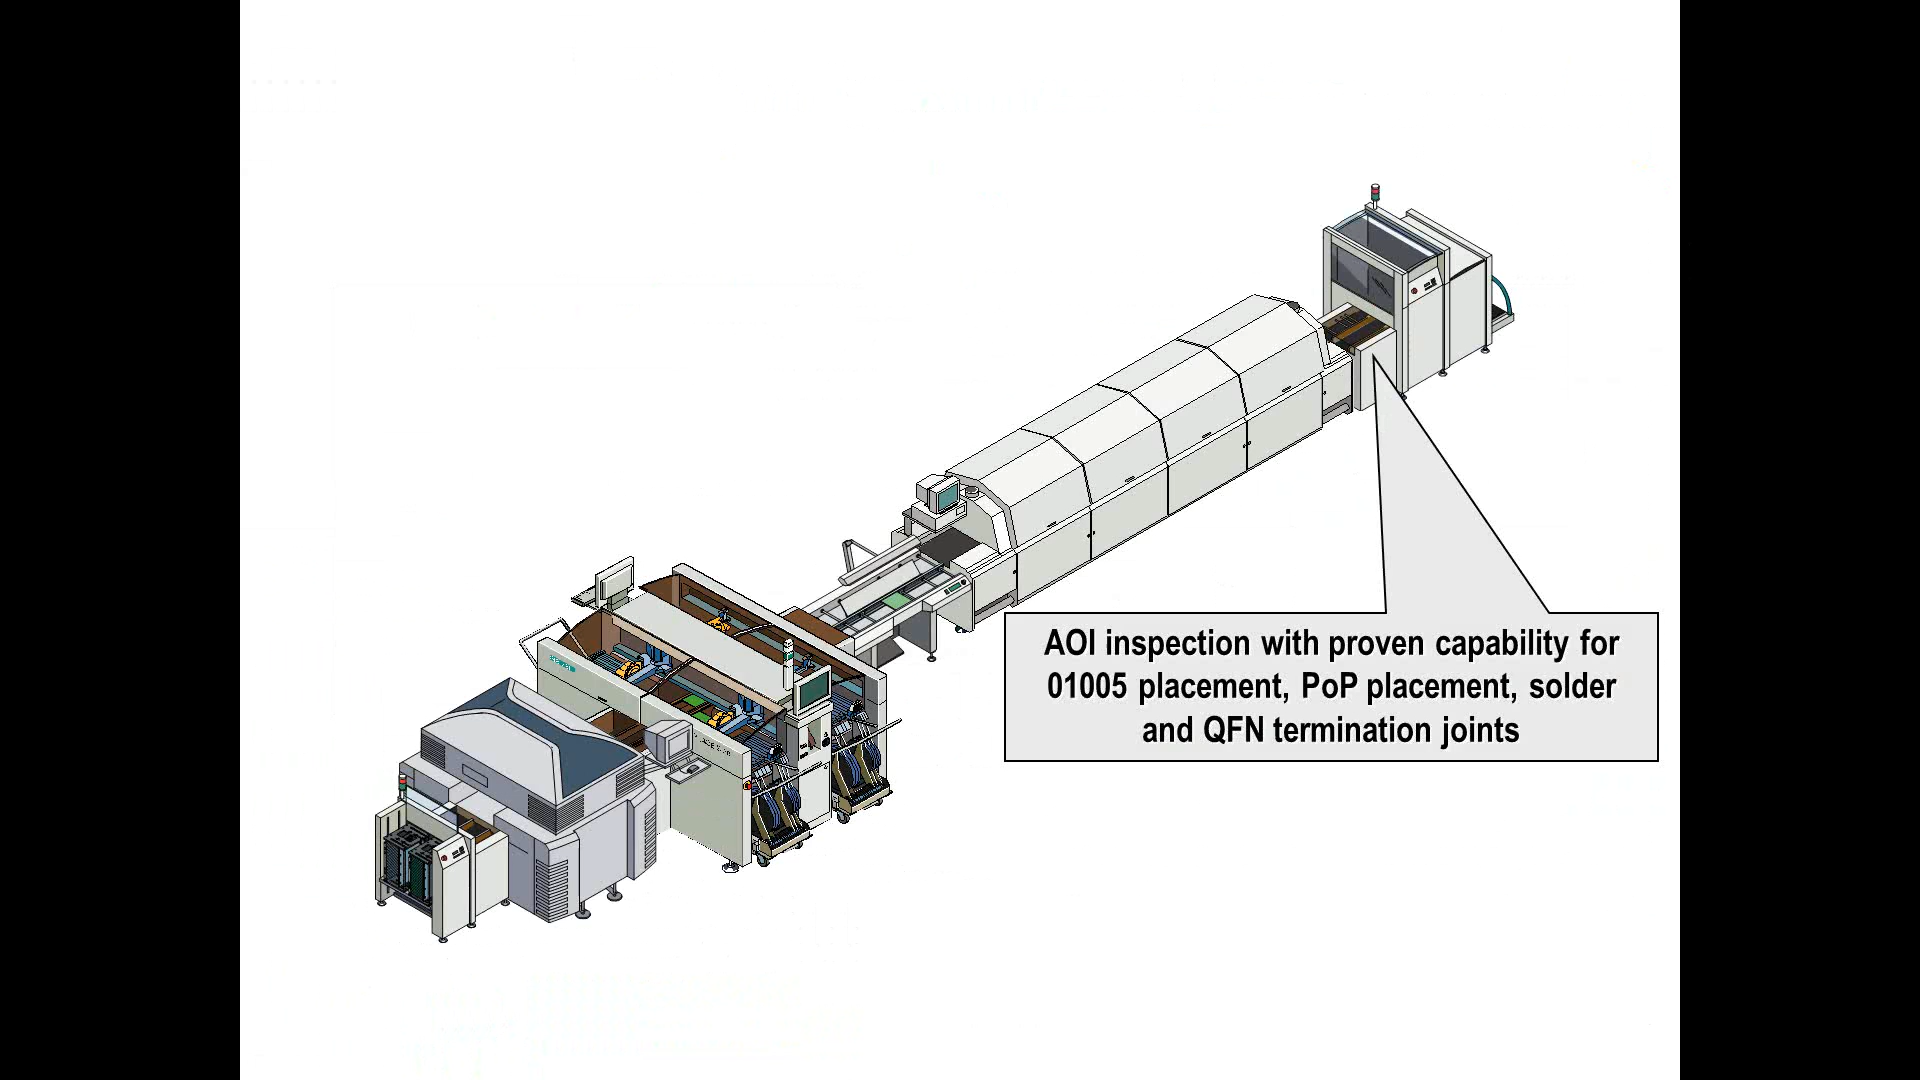 AOI inspection with proven capability for
01005 placement, PoP placement, solder
and QFN termination joints